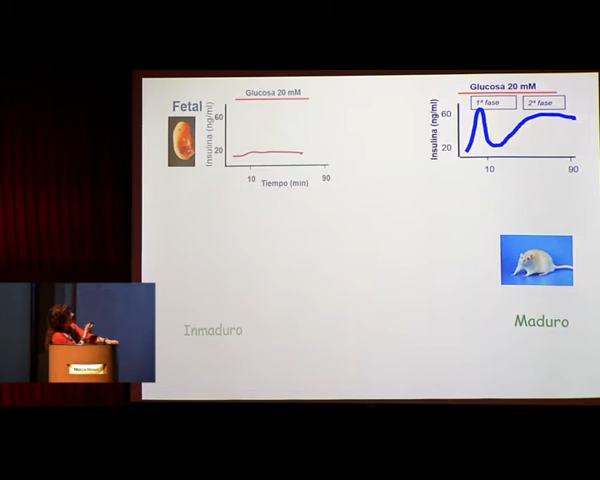 Glucosa 20 mM
Fetal
Insulina (ng/ml)
60
20
10
90
Tiempo (min)
Glucosa 20 mM
1ª fase
2ª fase
Insulina (ng/ml)
60
20
10
90
Inmaduro
Maduro